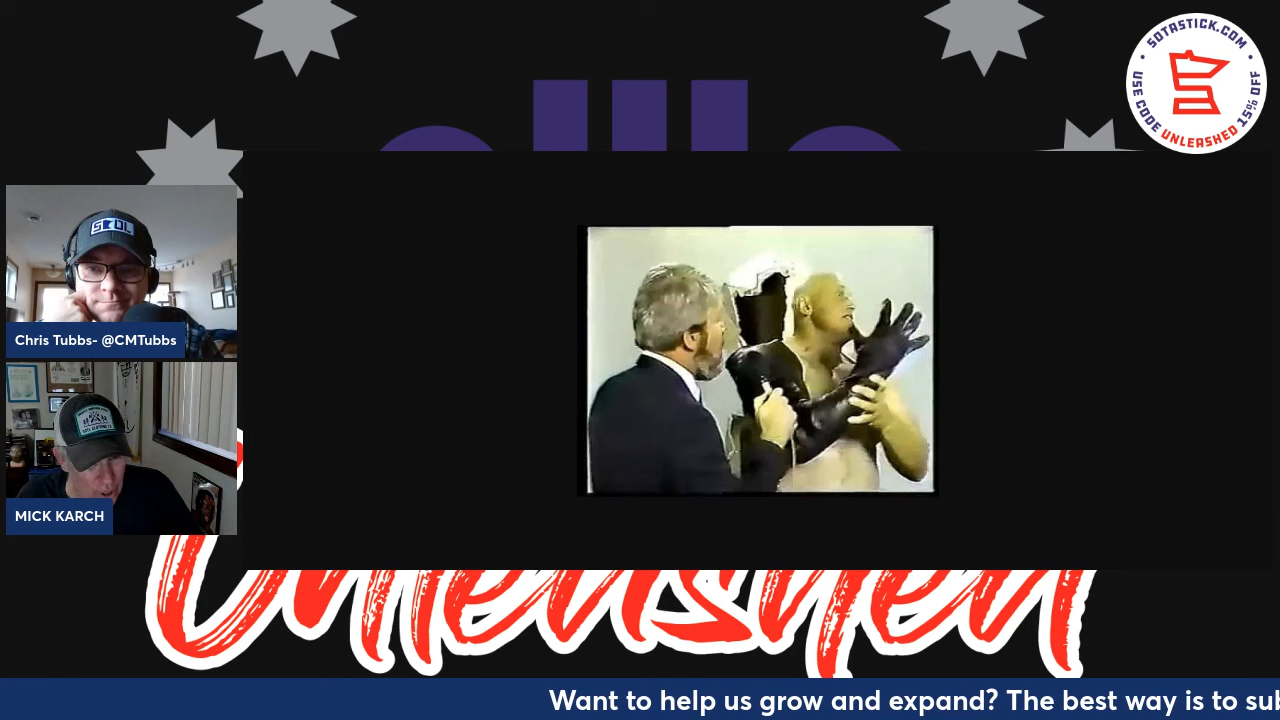 SOTASTICK.COM
USE CODE UNLEASHED 15% OFF
Chris Tubbs- @CMTubbs
MICK KARCH
Unleashed
Want to help us grow and expand? The best way is to sub